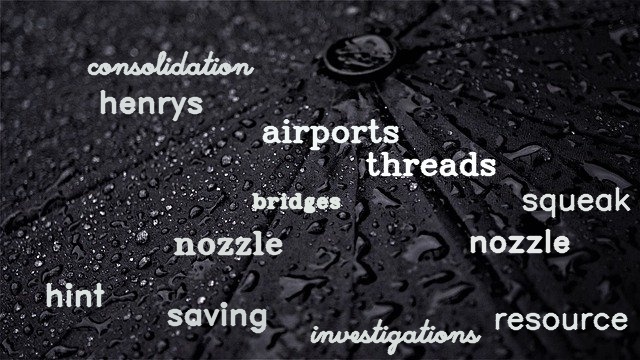 consolidation
henrys
airports
threads
bridges
squeak
nozzle
nozzle
hint
saving
resource
investigations